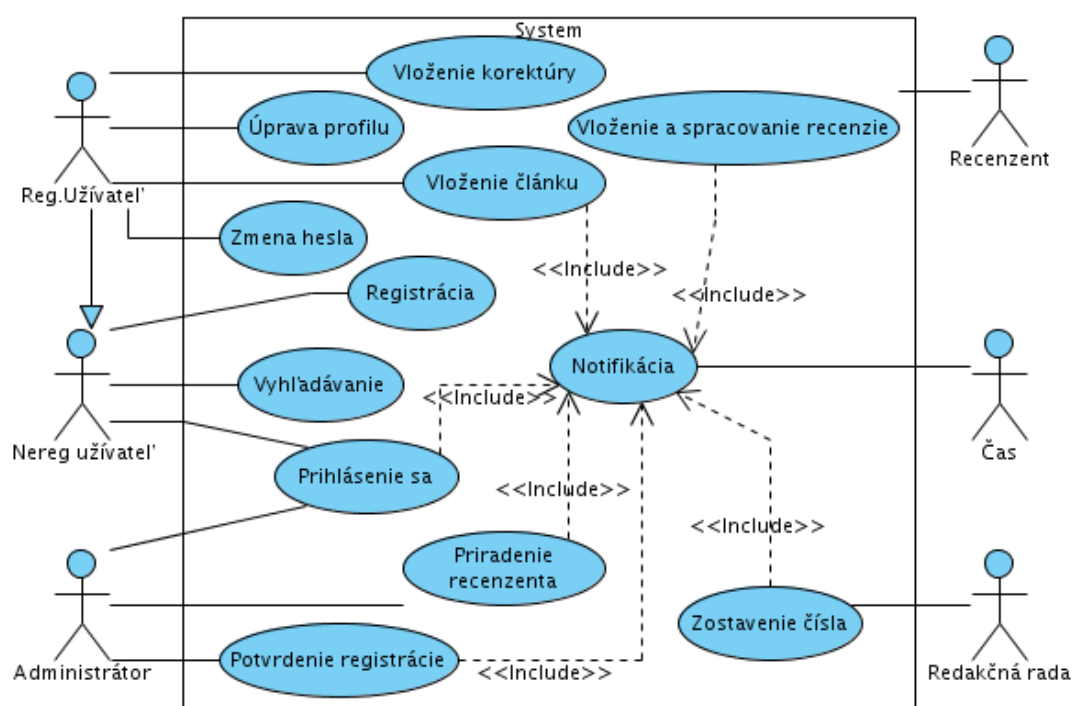 System
Vloženie korektúry
Úprava profilu
Vloženie a spracovanie recenzie
Recenzent
Reg.Užívateľ
Vloženie článku
Zmena hesla
<<Include>>
<<Include>>
Registrácia
Notifikácia
Vyhľadávanie
<<Include>>
Nereg užívateľ
Čas
Prihlásenie sa
<<Include>>
<<Include>>
Priradenie
recenzenta
Zostavenie čísla
Potvrdenie registrácie
<<Include>>
Administrátor
Redakčná rada